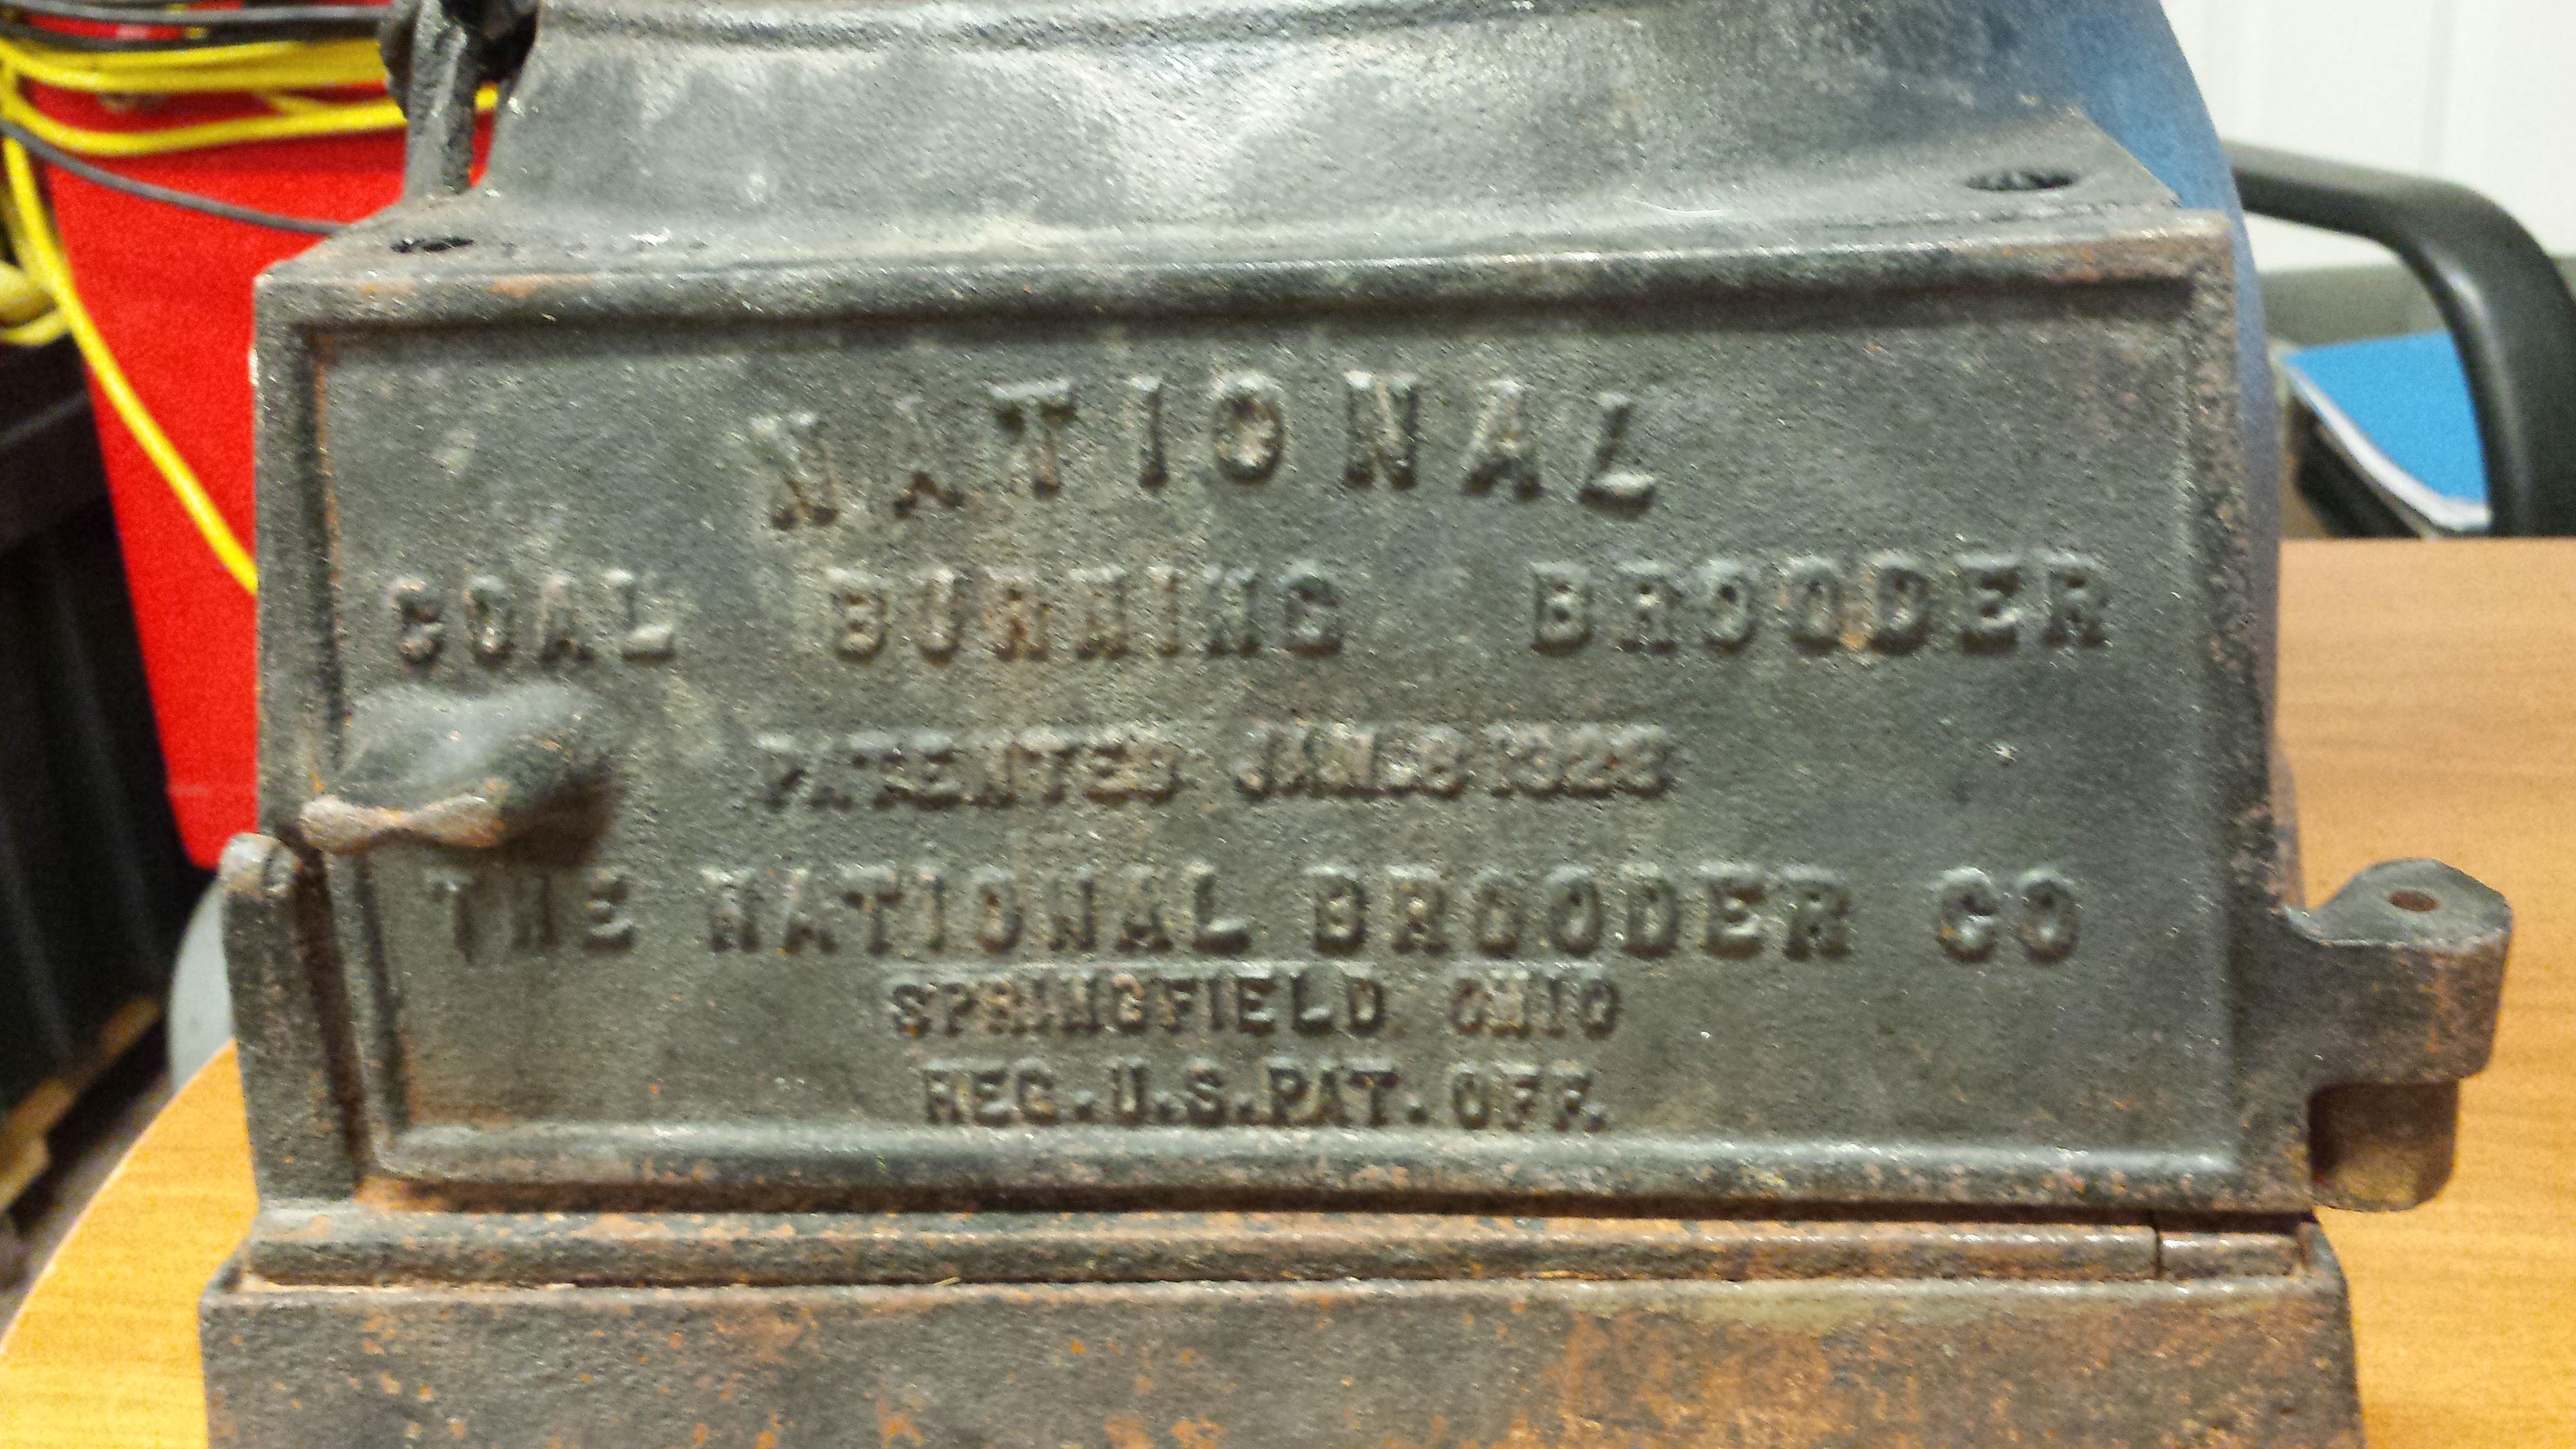 NATIONAL
COAL BURNING BROODER
PATENTED
THE NATIONAL BROODER CO
SPRINGFIELD OHIO
REG. U.S. PAT. OFF.